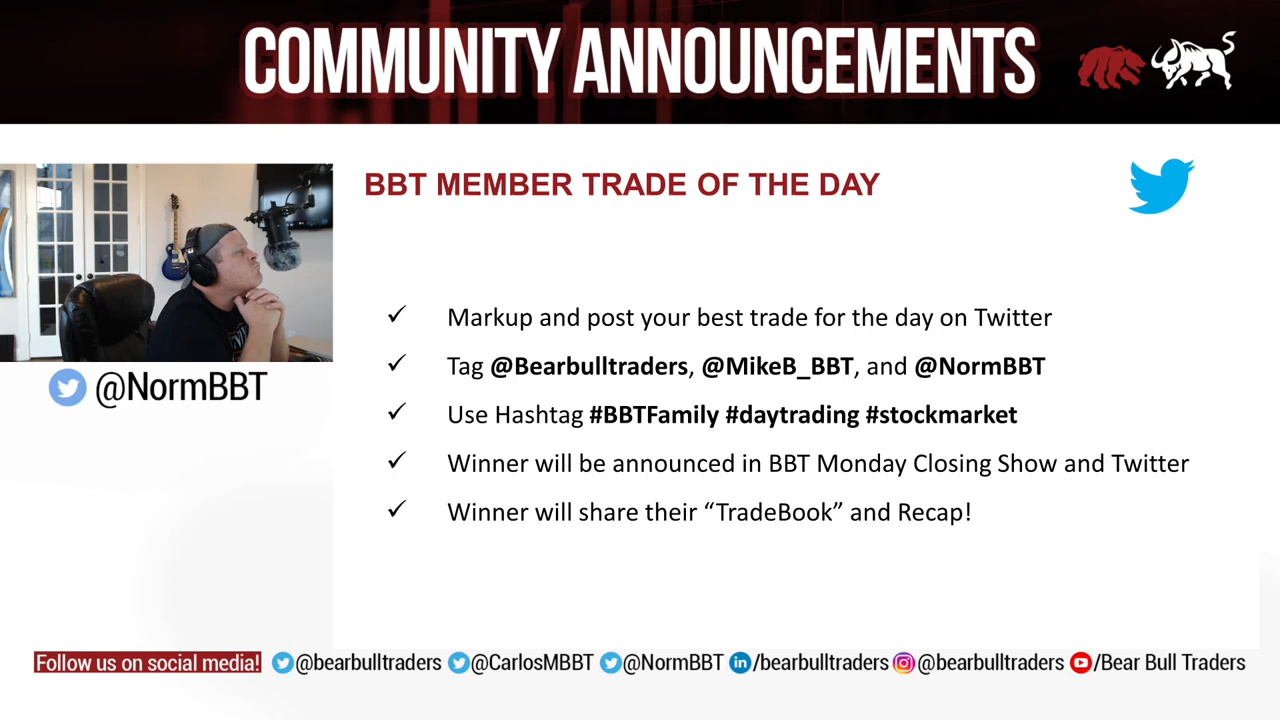 COMMUNITY ANNOUNCEMENTS
BBT MEMBER TRADE OF THE DAY
Markup and post your best trade for the day on Twitter
Tag @Bearbulltraders, @MikeB_BBT, and @NormBBT
Use Hashtag #BBTFamily #daytrading #stockmarket
Winner will be announced in BBT Monday Closing Show and Twitter
Winner will share their “TradeBook” and Recap!
@NormBBT
Follow us on social media! @bearbulltraders @CarlosMBBT @NormBBT in/bearbulltraders @bearbulltraders /Bear Bull Traders